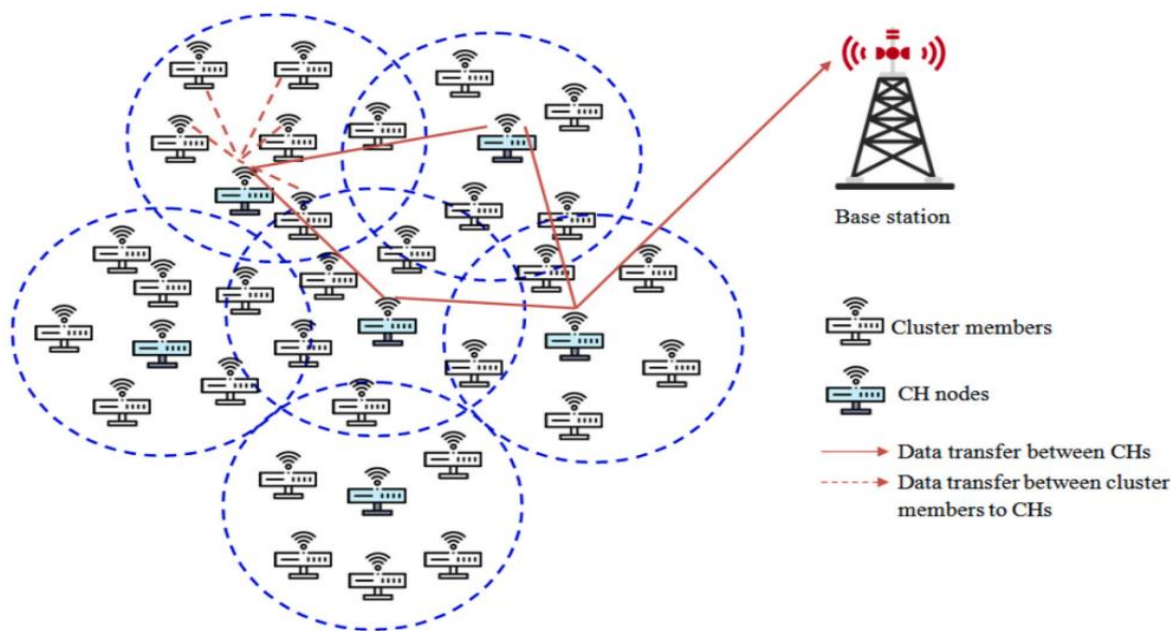 Base station
Cluster members
CH nodes
Data transfer between CHs
Data transfer between cluster
members to CHs